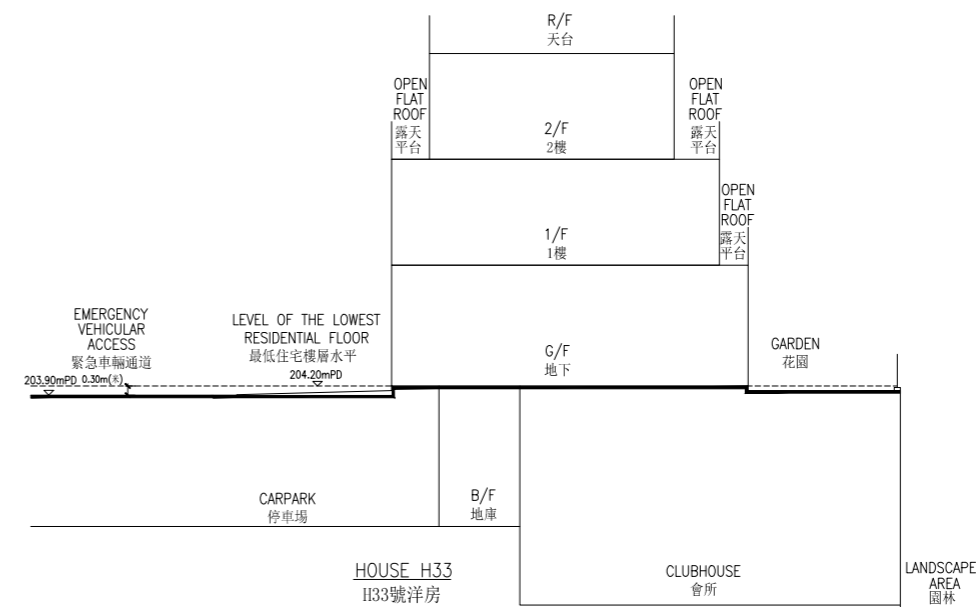 R/F
天台
OPEN
FLAT
ROOF
露天
平台
2/F
2樓
OPEN
FLAT
ROOF
露天
平台
1/F
1樓
OPEN
FLAT
ROOF
露天
平台
EMERGENCY
VEHICULAR
ACCESS
緊急車輛通道
203.90mPD 0.30m(米)
LEVEL OF THE LOWEST
RESIDENTIAL FLOOR
最低住宅樓層水平
204.20mPD
G/F
地下
GARDEN
花園
CARPARK
停車場
B/F
地庫
CLUBHOUSE
會所
LANDSCAPE
AREA
園林
HOUSE H33
H33號洋房